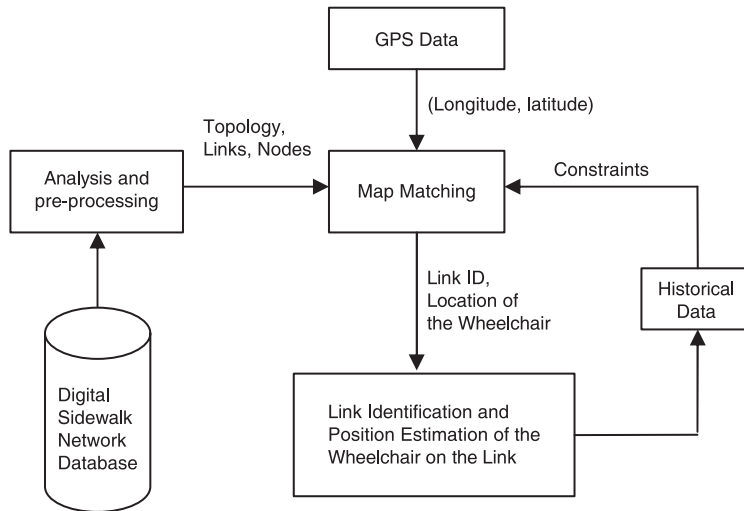 GPS Data
(Longitude, latitude)
Topology,
Links, Nodes
Analysis and
pre-processing
Map Matching
Constraints
Link ID,
Location of
the Wheelchair
Historical
Data
Digital
Sidewalk
Network
Database
Link Identification and
Position Estimation of the
Wheelchair on the Link